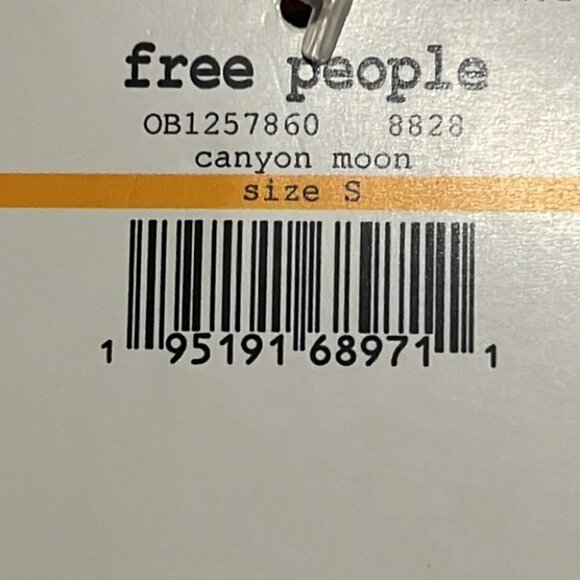 free people
OB1257860 8828
canyon moon
size S
1 95191 68971 1